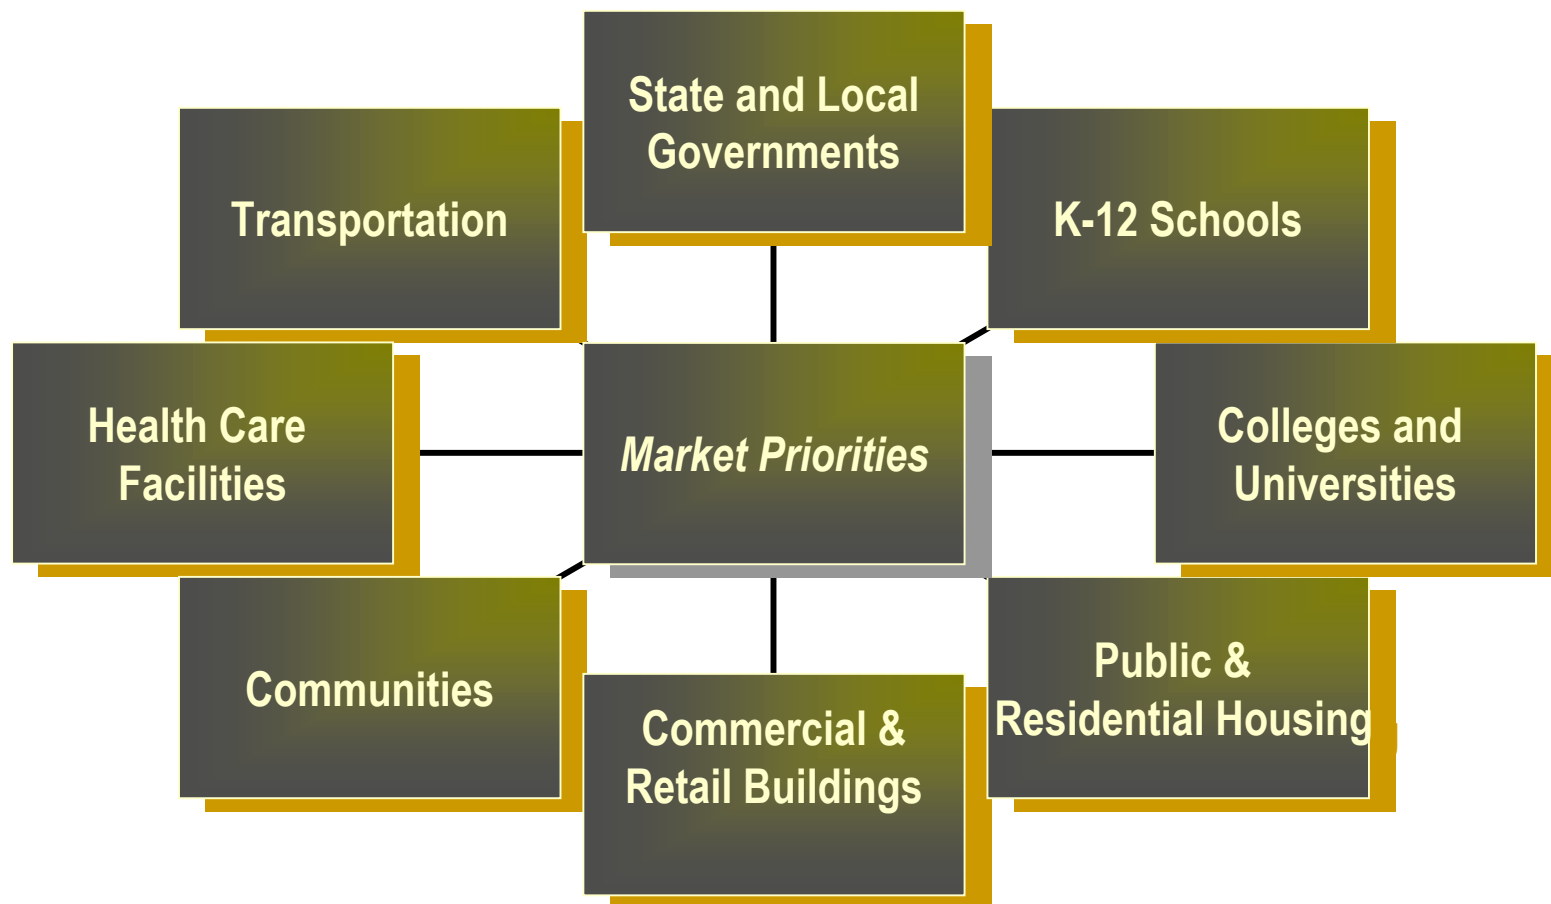 State and Local
Governments
Transportation
K-12 Schools
Health Care
Facilities
Market Priorities
Colleges and
Universities
Communities
Public &
Residential Housing
Commercial &
Retail Buildings